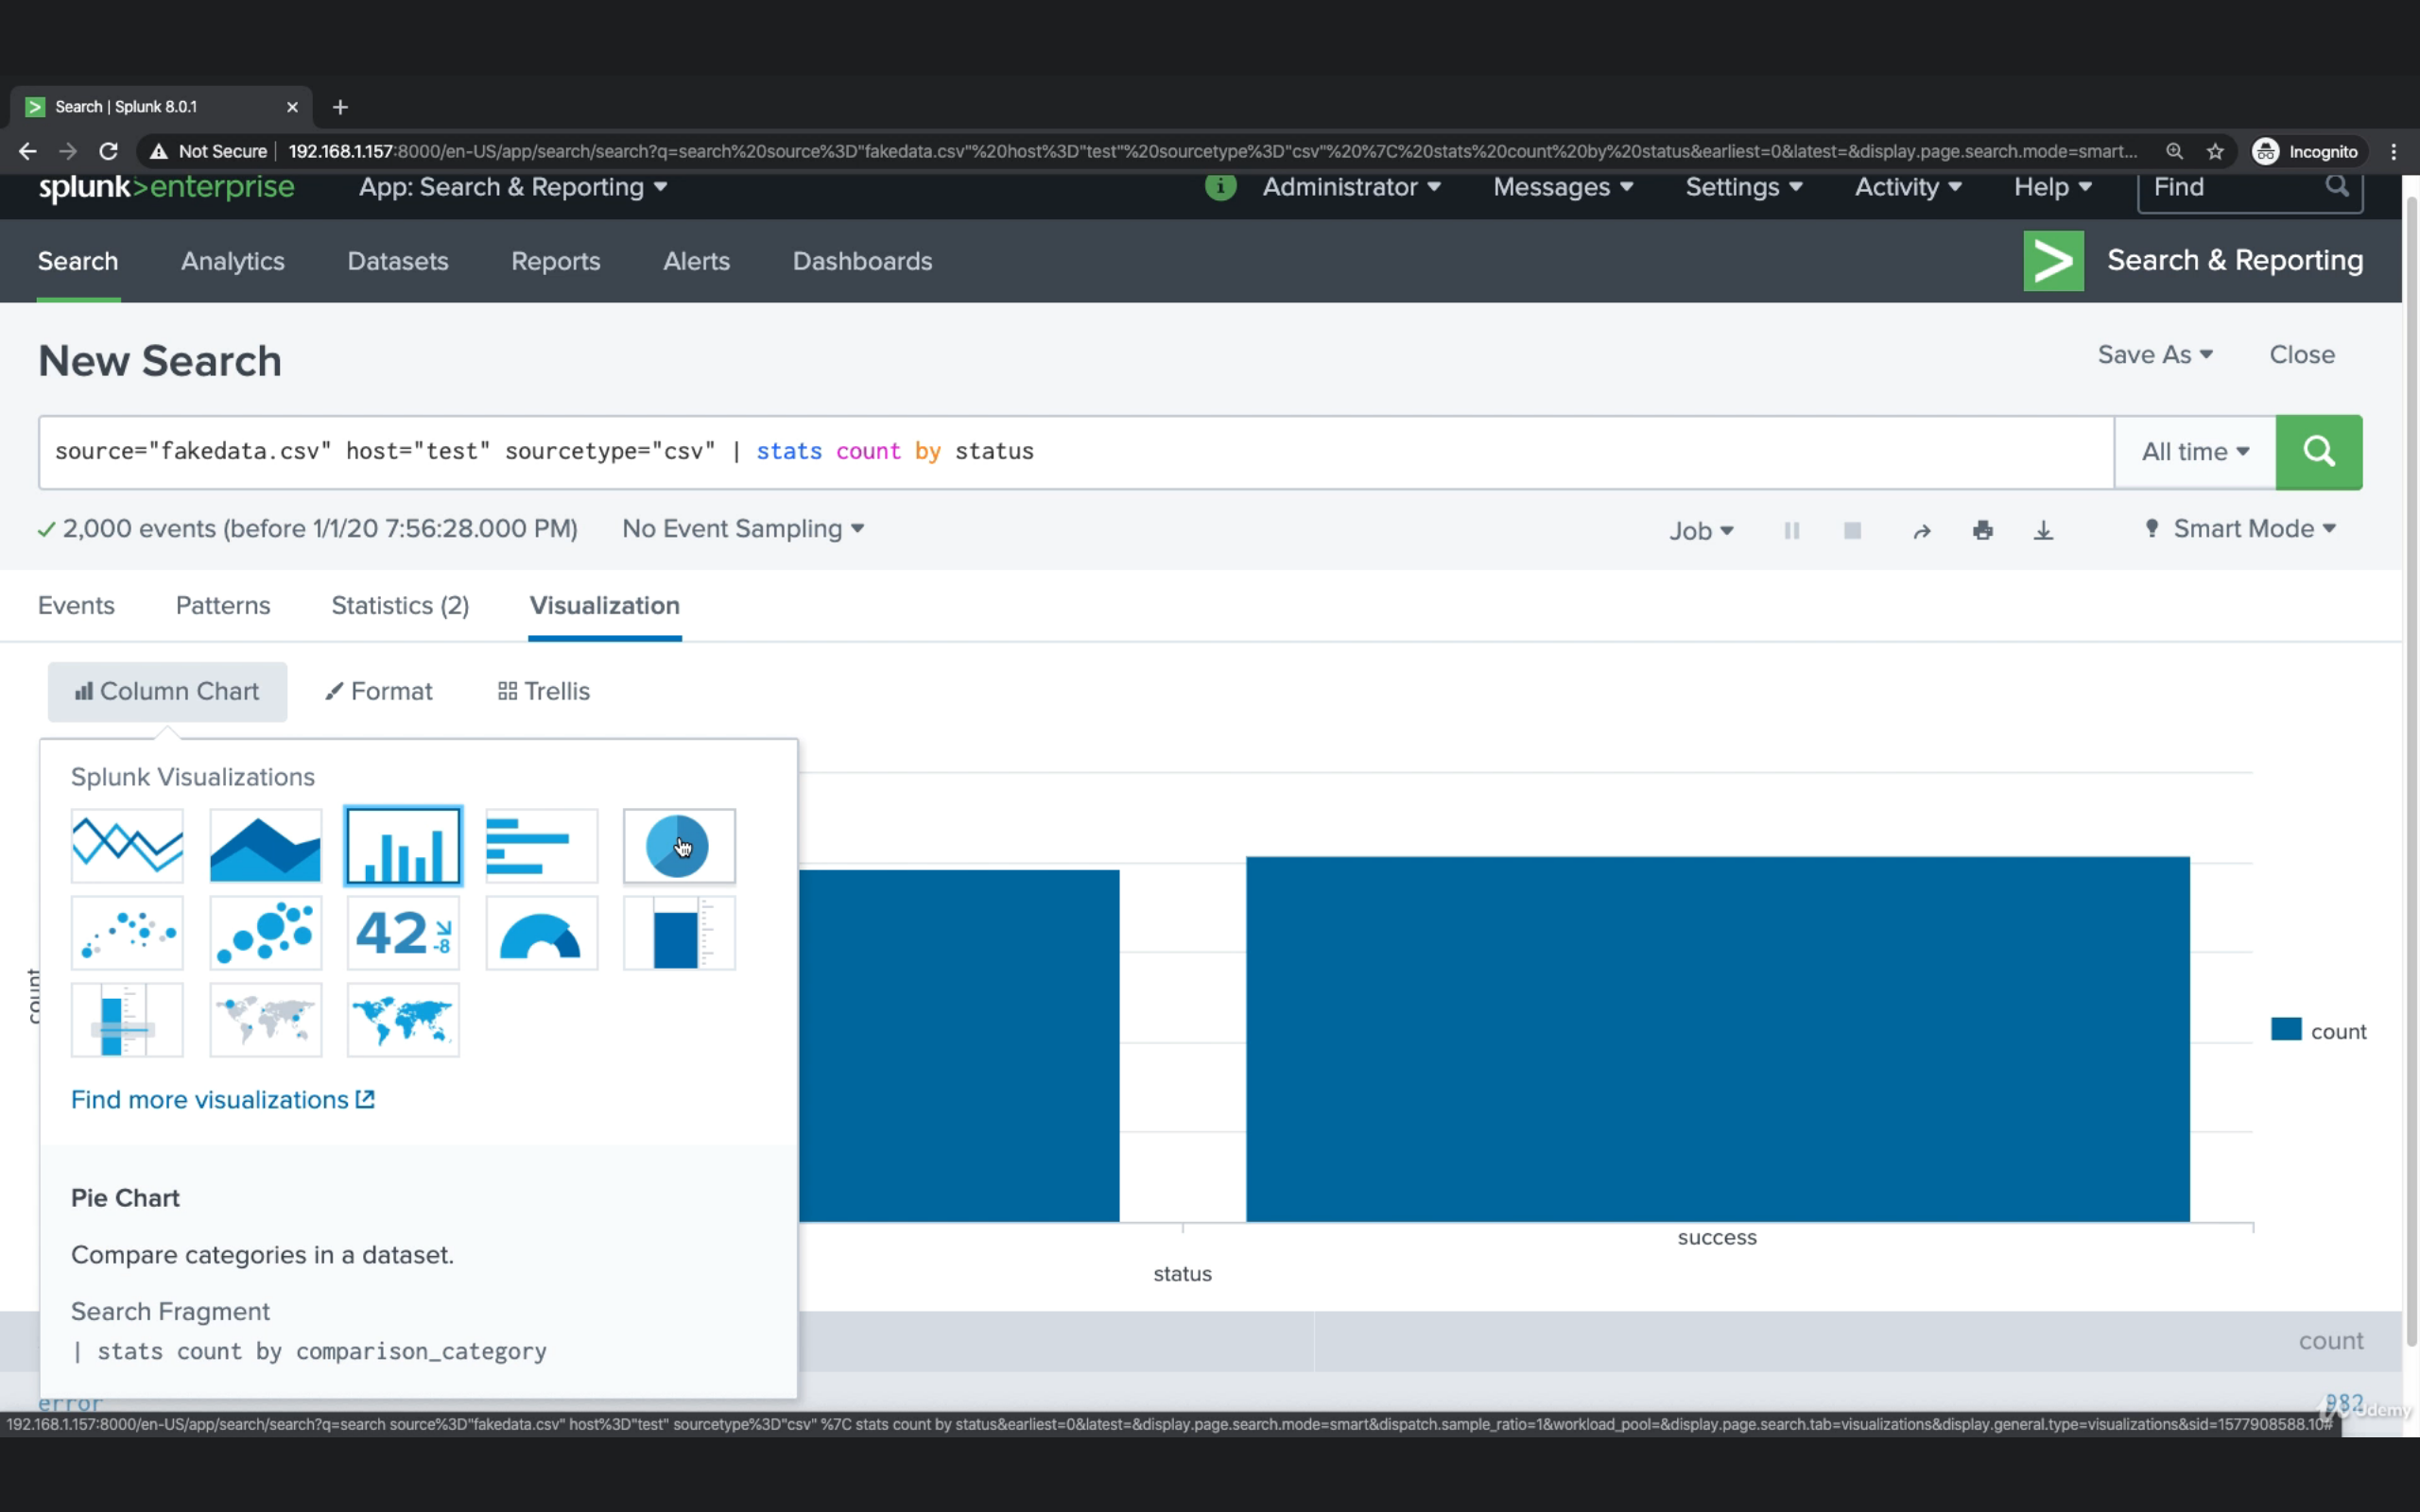 Search | Splunk 8.0.1
Not Secure 192.168.1.157:8000/en-US/app/search/search?q=search%20source%3D"fakedata.csv"%20host%3D"test"%20sourcetype%3D"csv"%20%7C%20stats%20count%20by%20status&earliest=0&latest=&display.page.search.mode=smart... Incognito
splunk>enterprise App: Search & Reporting Administrator Messages Settings Activity Help Find
Search Analytics Datasets Reports Alerts Dashboards Search & Reporting
New Search Save As Close
source="fakedata.csv" host="test" sourcetype="csv" | stats count by status All time
2,000 events (before 1/1/20 7:56:28.000 PM) No Event Sampling Job Smart Mode
Events Patterns Statistics (2) Visualization
Column Chart Format Trellis
Splunk Visualizations
42 -8
count
count
Find more visualizations
Pie Chart
success
Compare categories in a dataset.
status
Search Fragment
| stats count by comparison_category
count
error 982
udemy
192.168.1.157:8000/en-US/app/search/search?q=search source%3D"fakedata.csv" host%3D"test" sourcetype%3D"csv" %7C stats count by status&earliest=0&latest=&display.page.search.mode=smart&dispatch.sample_ratio=1&workload_pool=&display.page.search.tab=visualizations&display.general.type=visualizations&sid=1577908588.10#